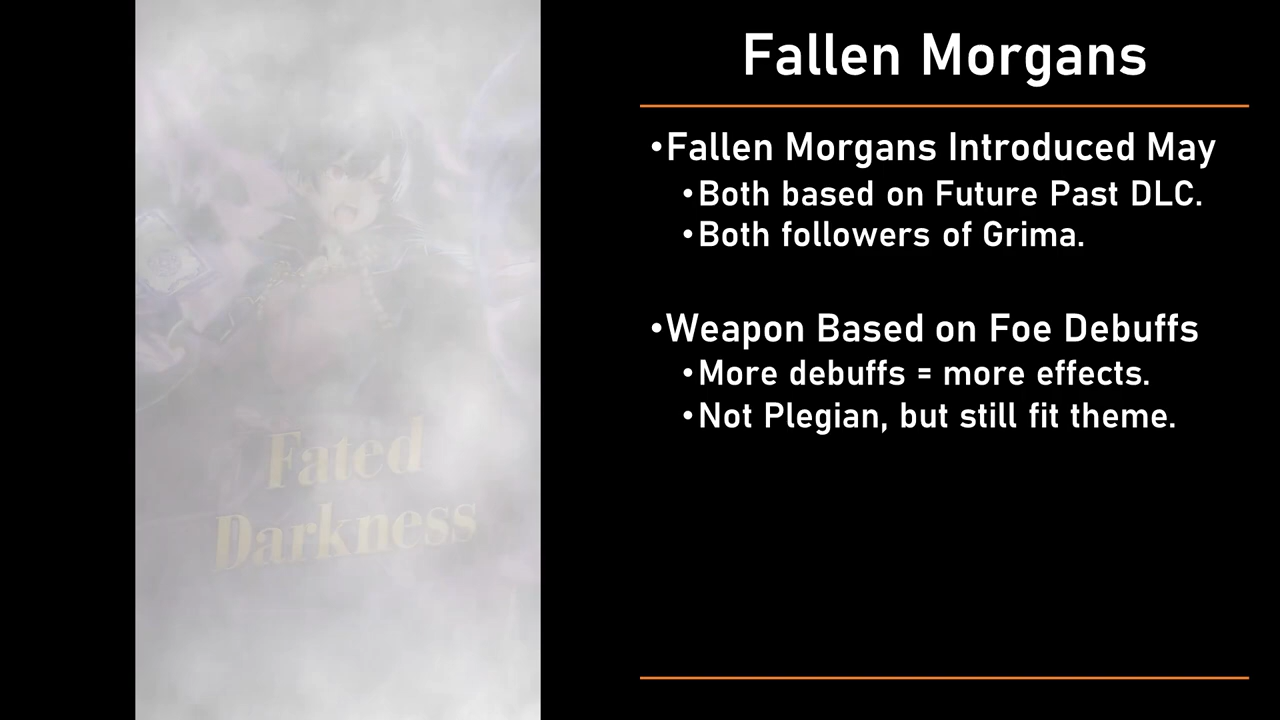 Fallen Morgans
•Fallen Morgans Introduced May
•Both based on Future Past DLC.
•Both followers of Grima.
•Weapon Based on Foe Debuffs
•More debuffs = more effects.
•Not Plegian, but still fit theme.
Fated
Darkness